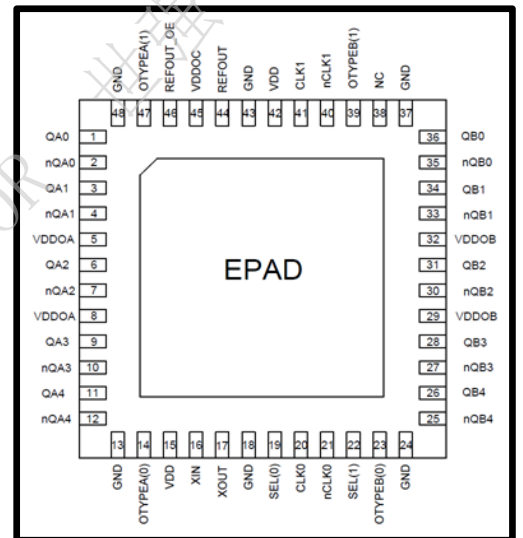 GND OTYPEA(1) REFOUT_OE VDDOC REFOUT GND VDD CLK1 nCLK1 OTYPEB(1) NC GND
48 47 46 45 44 43 42 41 40 39 38 37
QA0 1 36 QB0
nQA0 2 35 nQB0
QA1 3 34 QB1
nQA1 4 33 nQB1
VDDOA 5 32 VDDOB
QA2 6 31 QB2
EPAD
nQA2 7 30 nQB2
VDDOA 8 29 VDDOB
QA3 9 28 QB3
nQA3 10 27 nQB3
QA4 11 26 QB4
nQA4 12 25 nQB4
13 14 15 16 17 18 19 20 21 22 23 24
GND OTYPEA(0) VDD XIN XOUT GND SEL(0) CLK0 nCLK0 SEL(1) OTYPEB(0) GND
OR 世强